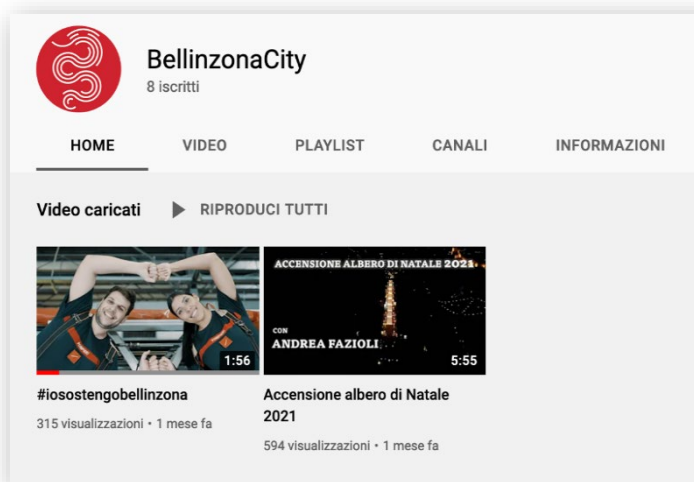 BellinzonaCity
8 iscritti
HOME VIDEO PLAYLIST CANALI INFORMAZIONI
Video caricati RIPRODUCI TUTTI
1:56
ACCENSIONE ALBERO DI NATALE 2021
CON
ANDREA FAZIOLI
5:55
#iosostengobellinzona
315 visualizzazioni • 1 mese fa
Accensione albero di Natale
2021
594 visualizzazioni • 1 mese fa